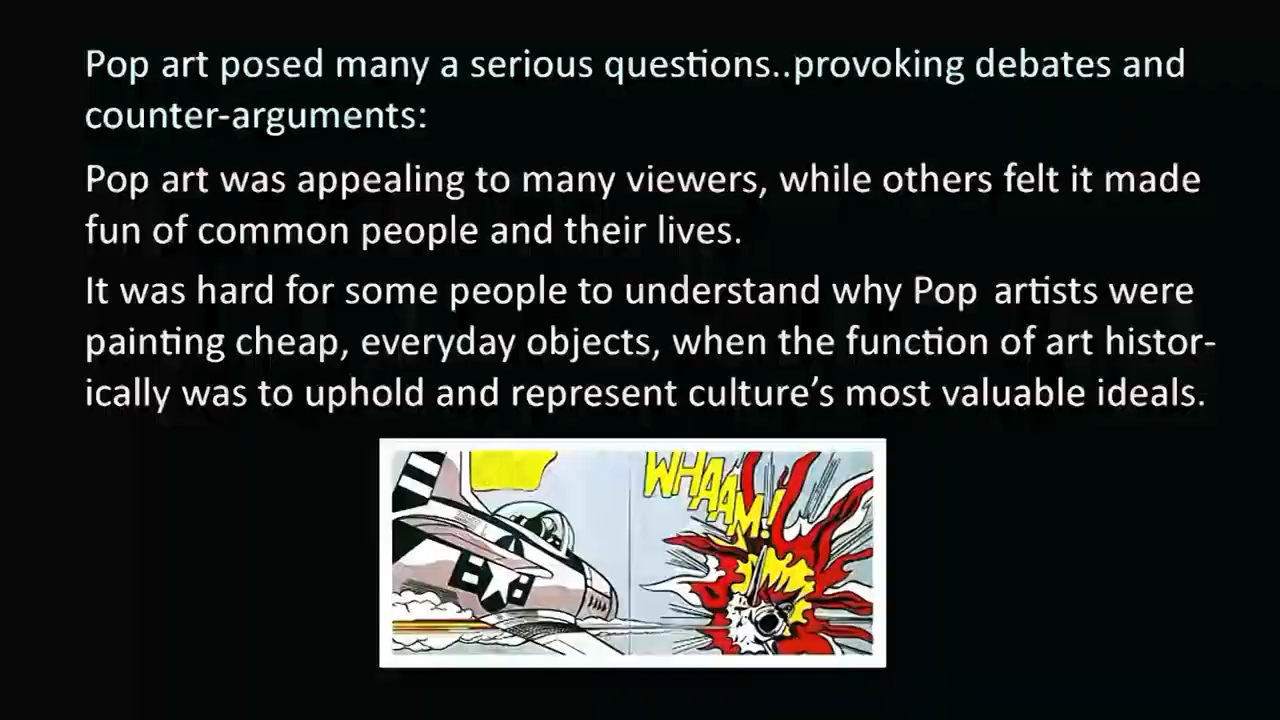 Pop art posed many a serious questions..provoking debates and
counter-arguments:
Pop art was appealing to many viewers, while others felt it made
fun of common people and their lives.
It was hard for some people to understand why Pop artists were
painting cheap, everyday objects, when the function of art histor-
ically was to uphold and represent culture’s most valuable ideals.
WHAAM!